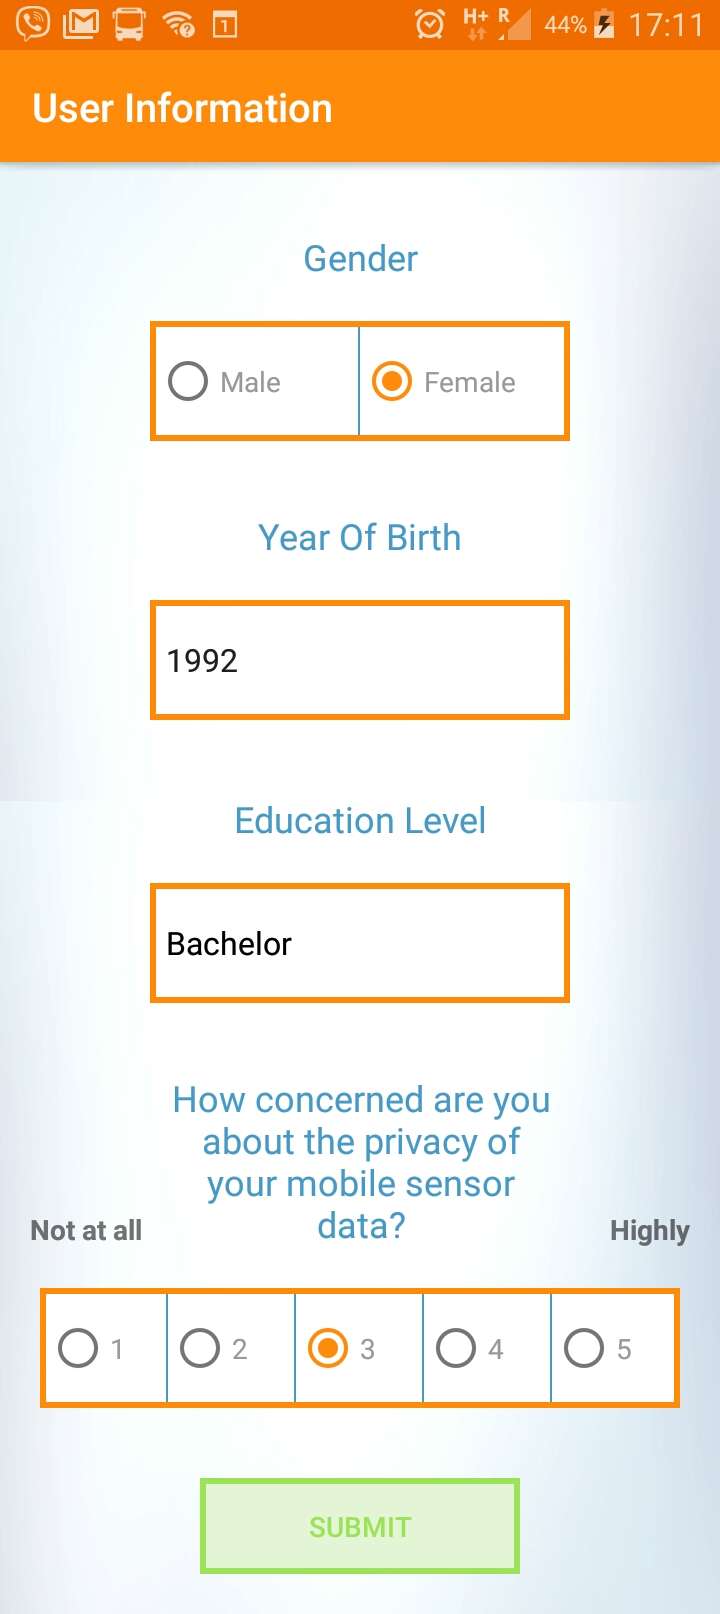 1 H+ R 44% 17:11
User Information
Gender
Male Female
Year Of Birth
1992
Education Level
Bachelor
How concerned are you
about the privacy of
your mobile sensor
Not at all data? Highly
1 2 3 4 5
SUBMIT